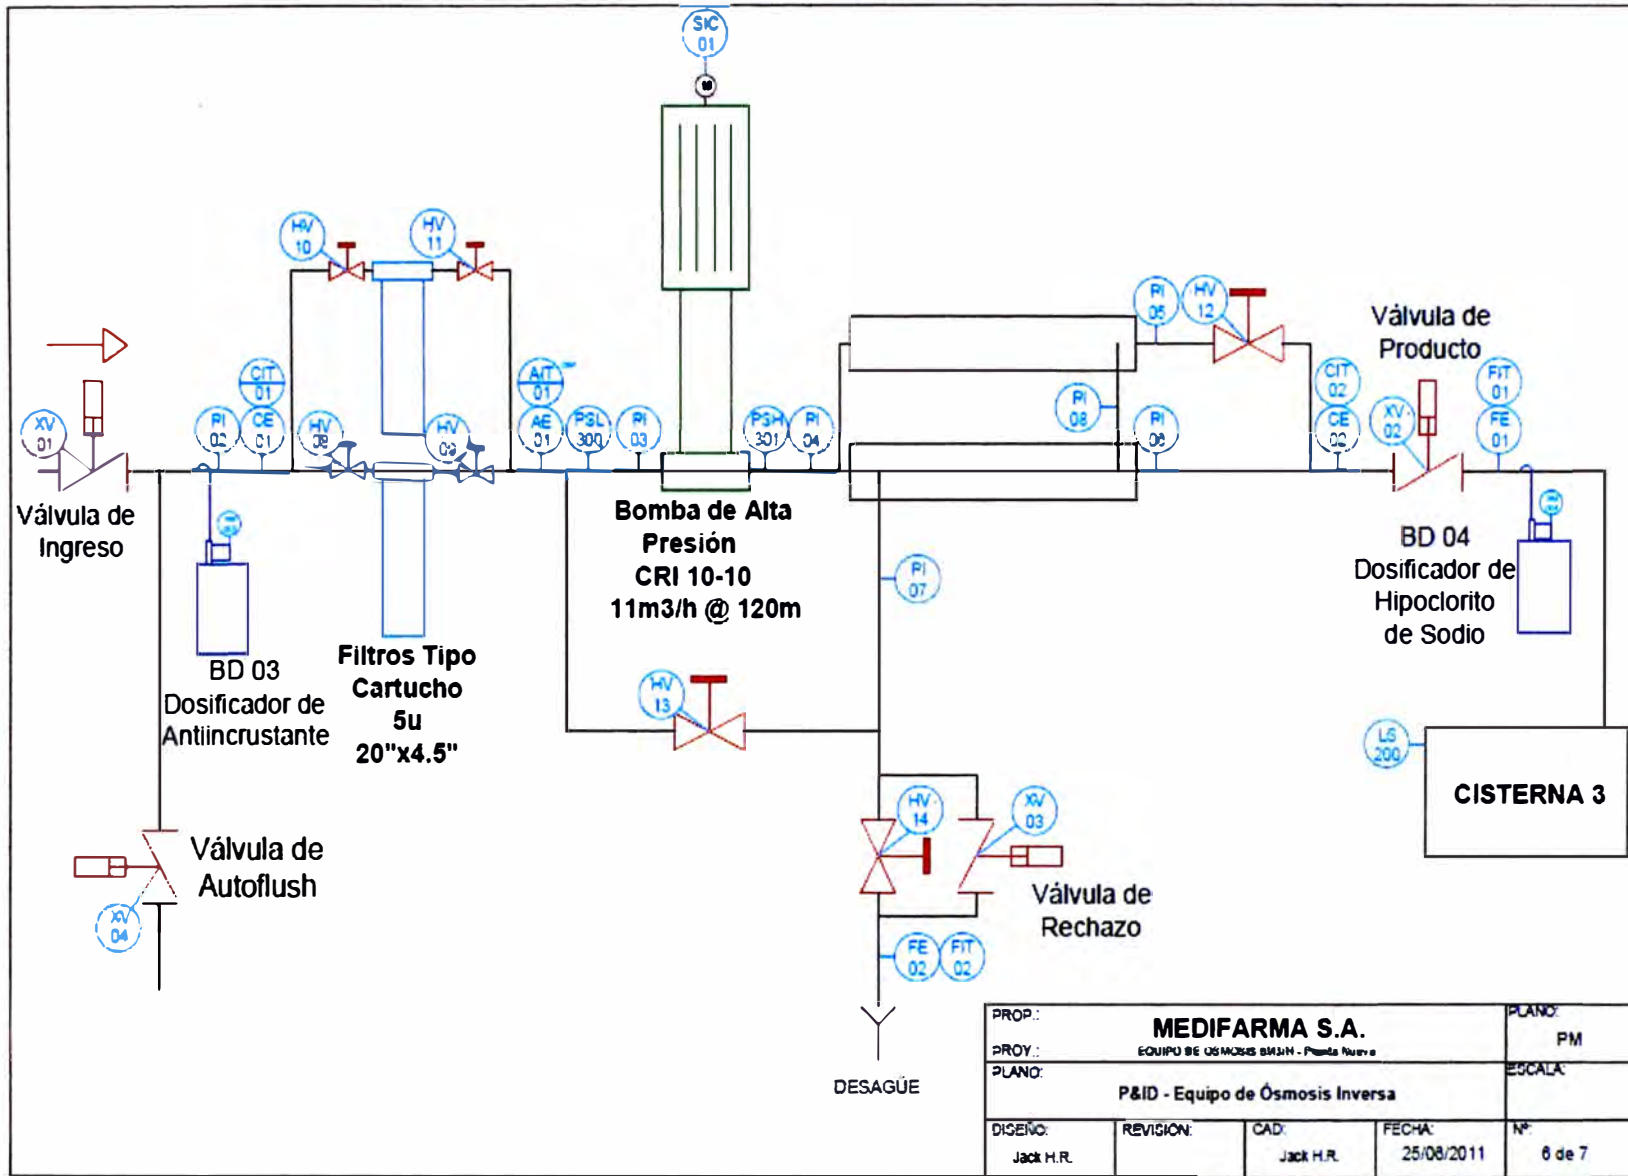 SIC
01
HV
10
HV
11
PI
05
HV
12
Válvula de
Producto
CIT
01
AIT
01
CIT
02
FIT
01
XV
01
PI
02
CE
01
HV
08
HV
09
AE
01
PSL
300
PI
03
PSH
301
PI
04
PI
08
PI
06
CE
02
XV
02
FE
01
Válvula de
Ingreso
Bomba de Alta
Presión
CRI 10-10
11m3/h @ 120m
PI
07
BD 04
Dosificador de
Hipoclorito
de Sodio
BD 03
Dosificador de
Antiincrustante
Filtros Tipo
Cartucho
5u
20"x4.5"
HV
13
LS
200
CISTERNA 3
HV
14
XV
03
Válvula de
Autoflush
XV
04
Válvula de
Rechazo
FE
02
FIT
02
DESAGÜE
PROP.:
MEDIFARMA S.A.
PLANO:
PM
PROY.:
EQUIPO DE OSMOSIS - Planta Nueva
PLANO:
P&ID - Equipo de Ósmosis Inversa
ESCALA:
DISEÑO:
Jack H.R.
REVISIÓN:
CAD:
Jack H.R.
FECHA:
25/08/2011
Nº:
6 de 7